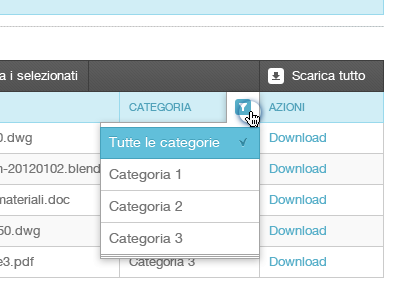 a i selezionati
Scarica tutto
CATEGORIA
AZIONI
0.dwg
Tutte le categorie
Download
n-20120102.blend
Categoria 1
Download
materiali.doc
Categoria 2
Download
50.dwg
Categoria 3
Download
e3.pdf
Categoria 3
Download